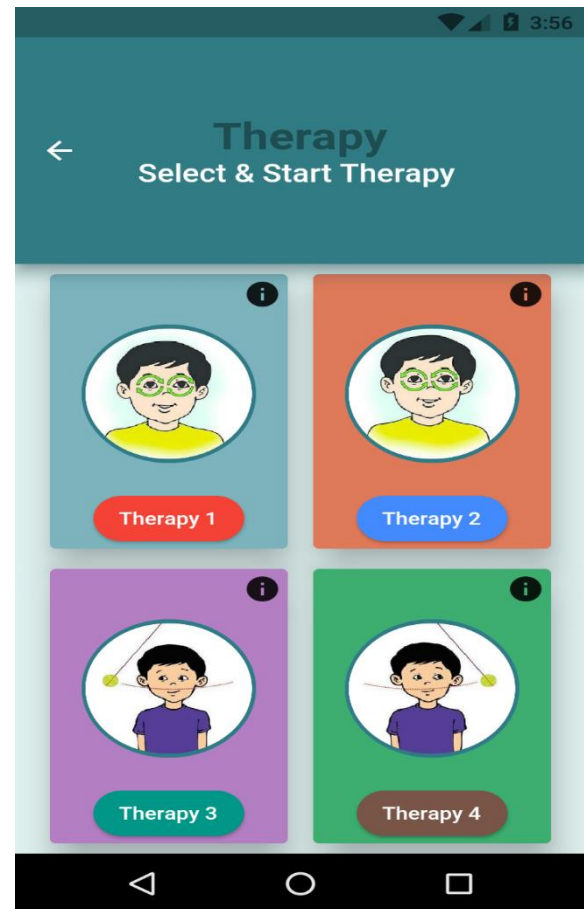 3:56
Therapy
Select & Start Therapy
i
i
Therapy 1
Therapy 2
i
i
Therapy 3
Therapy 4